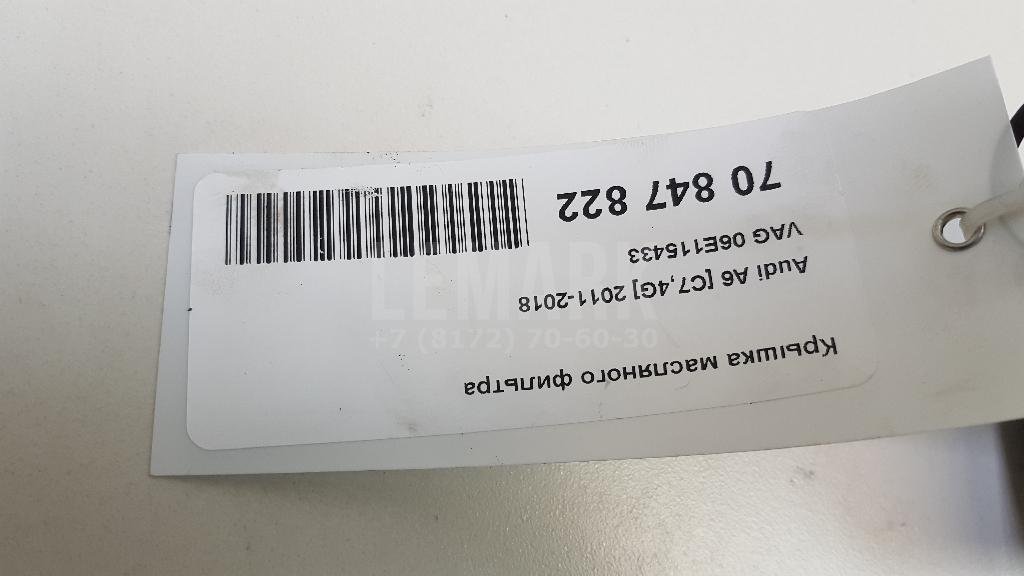 Крышка масляного фильтра
Audi A6 [C7,4G] 2011-2018
VAG 06E115433
70 847 822
LEMARK
+7 (8172) 70-60-30